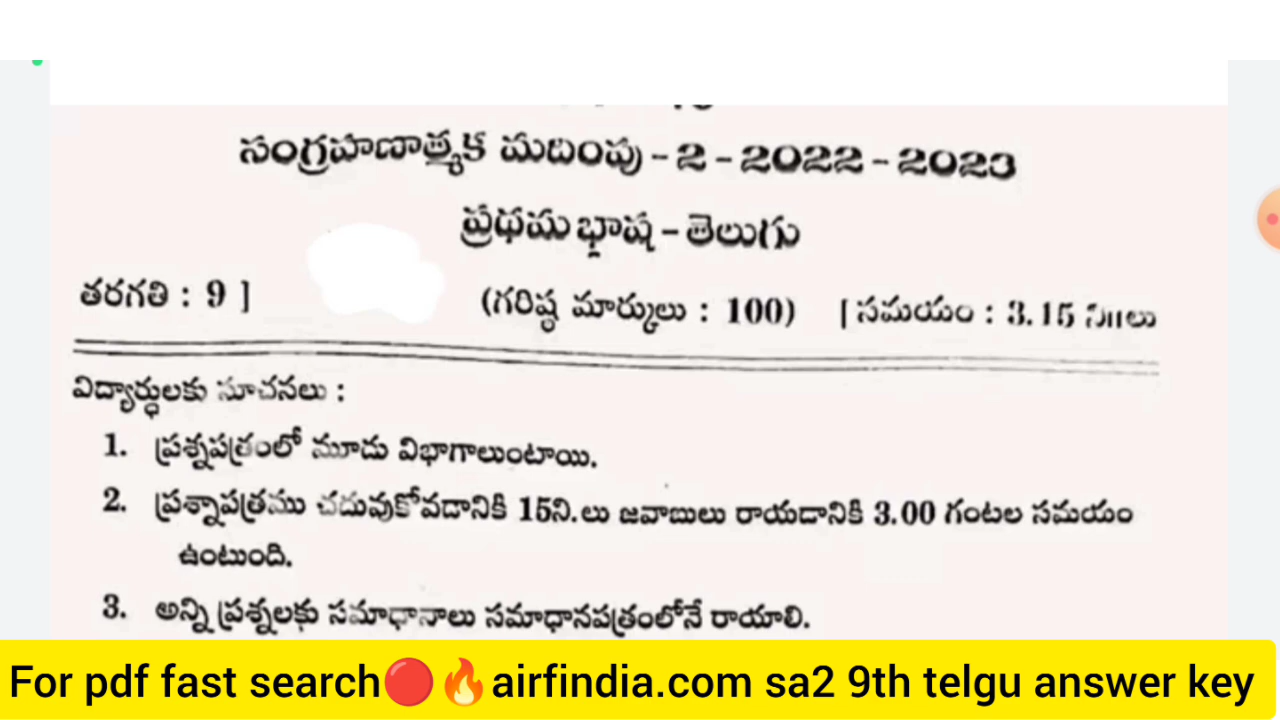 సంగ్రహణాత్మక మదింపు - 2 - 2022 - 2023
ప్రథమ భాష - తెలుగు
తరగతి : 9 ] (గరిష్ఠ మార్కులు : 100) [ సమయం : 3.15 ని॥లు
విద్యార్థులకు సూచనలు :
1. ప్రశ్నపత్రంలో మూడు విభాగాలుంటాయి.
2. ప్రశ్నాపత్రము చదువుకోవడానికి 15ని.లు జవాబులు రాయడానికి 3.00 గంటల సమయం
ఉంటుంది.
3. అన్ని ప్రశ్నలకు సమాధానాలు సమాధానపత్రంలోనే రాయాలి.
For pdf fast search🔴🔥airfindia.com sa2 9th telgu answer key